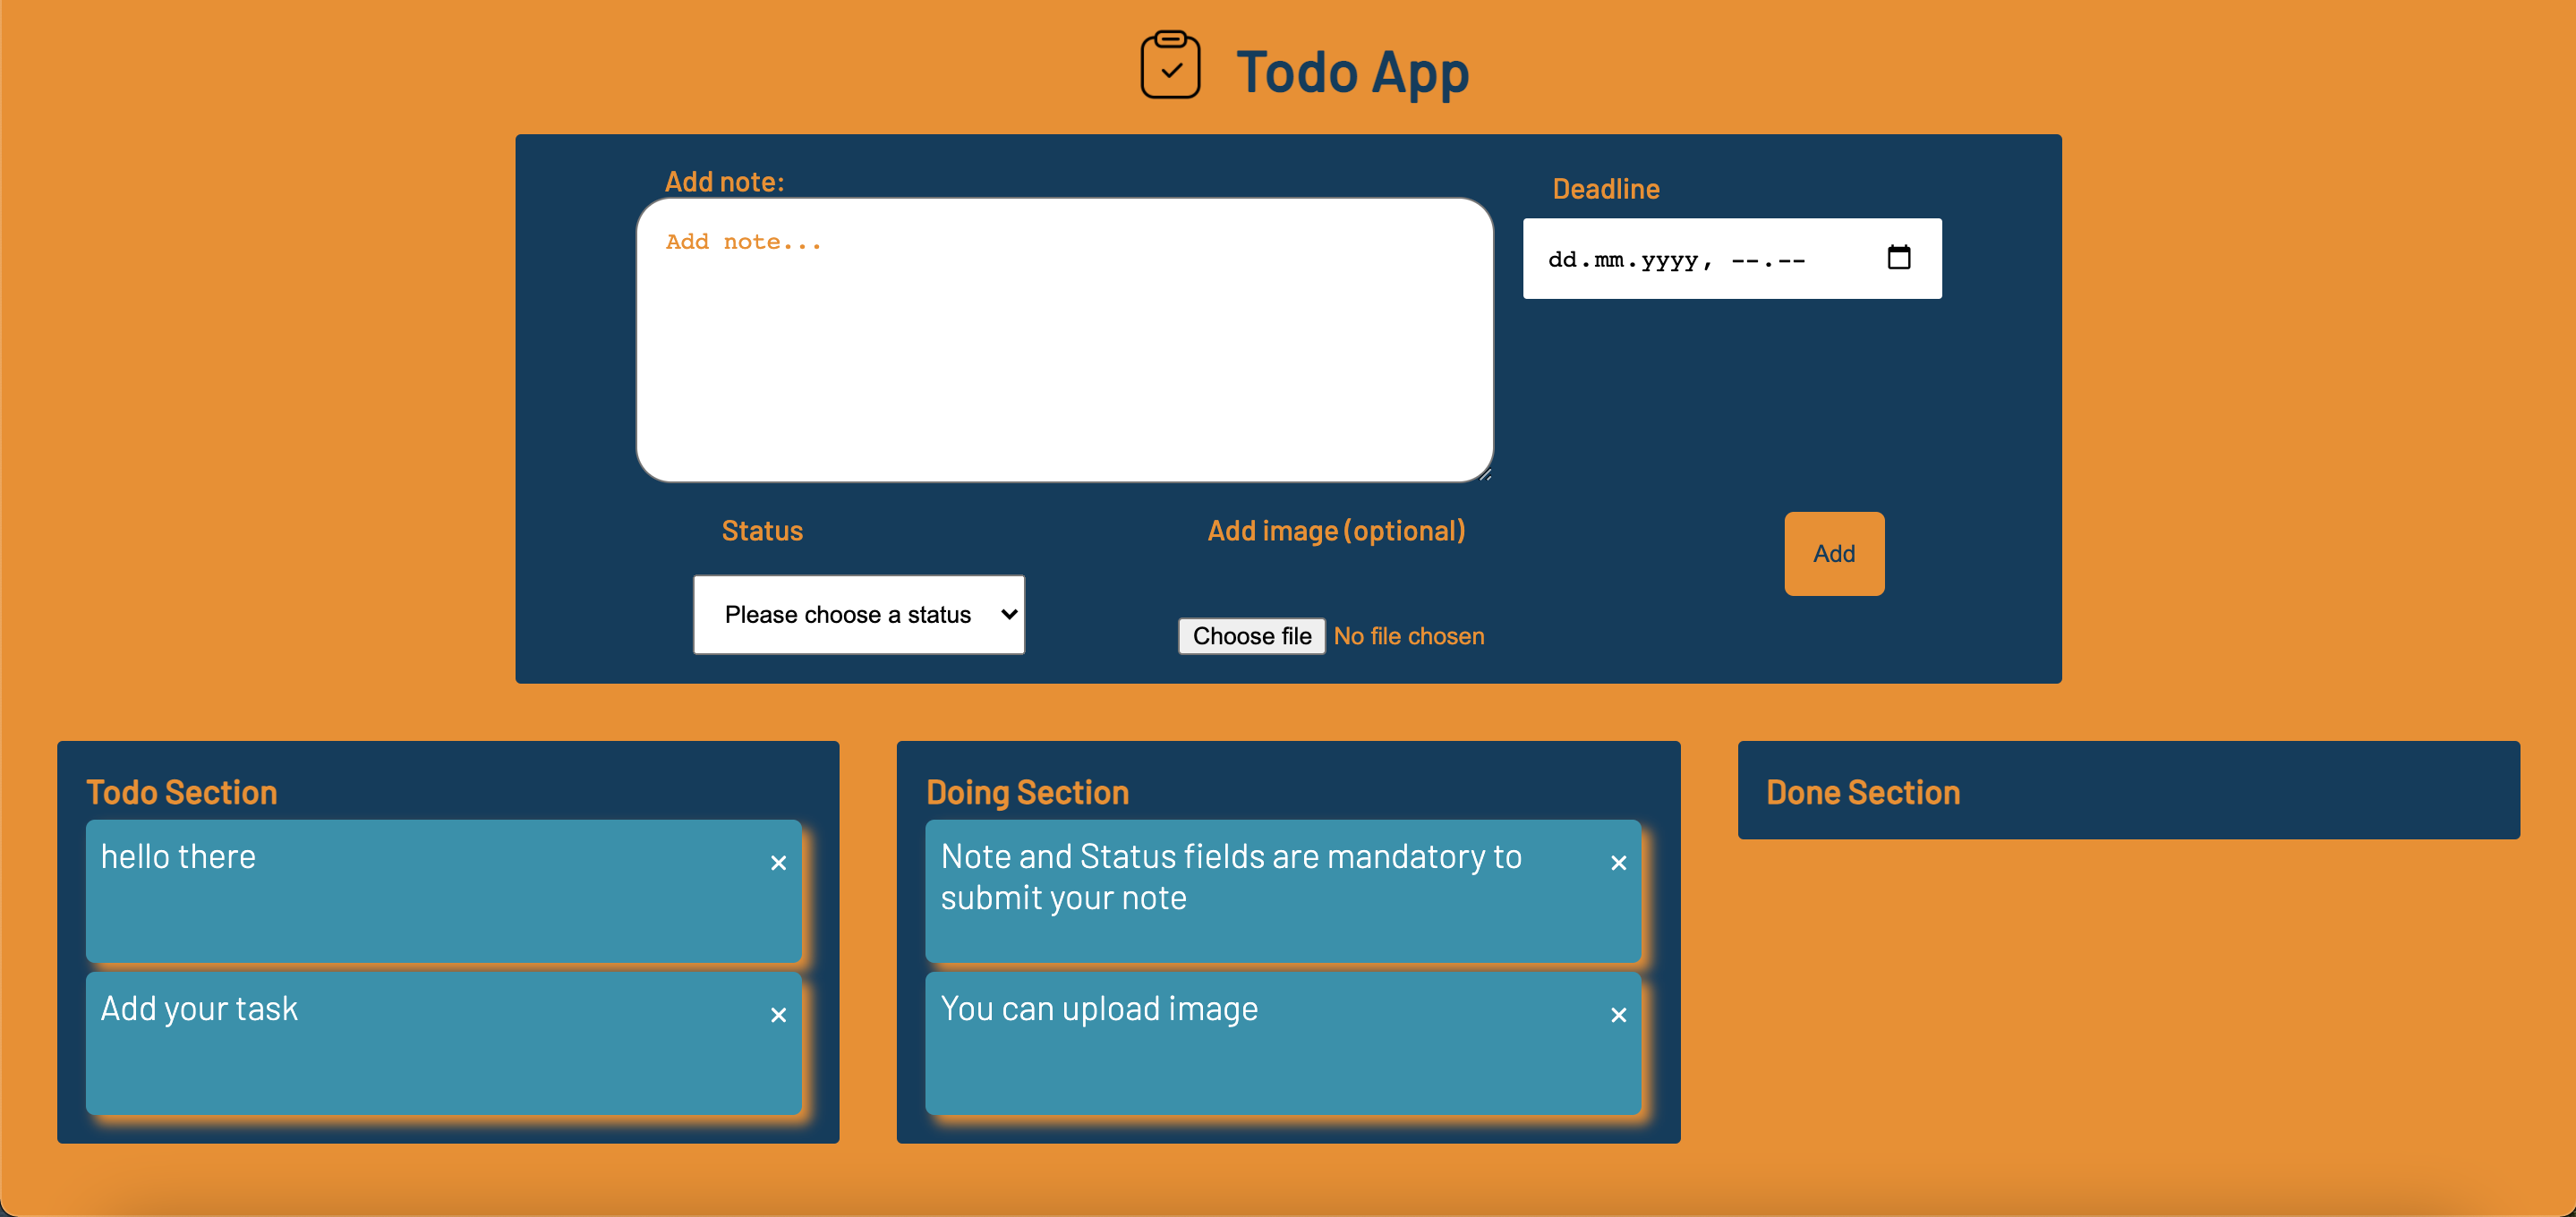 Todo App
Add note:
Deadline
Add note...
dd.mm.yyyy, --.--
Status
Add image (optional)
Add
Please choose a status
Choose file No file chosen
Todo Section
hello there
Add your task
Doing Section
Note and Status fields are mandatory to
submit your note
You can upload image
Done Section